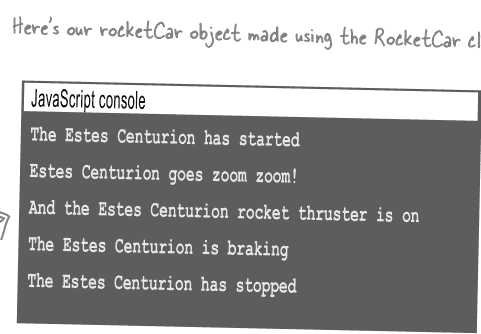 Here's our rocketCar object made using the RocketCar cl
JavaScript console
The Estes Centurion has started
Estes Centurion goes zoom zoom!
And the Estes Centurion rocket thruster is on
The Estes Centurion is braking
The Estes Centurion has stopped